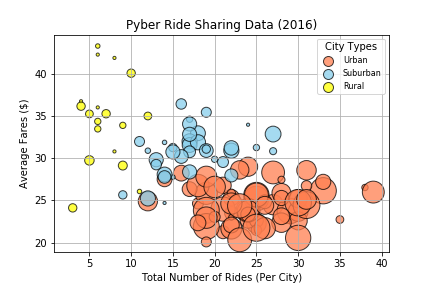 Pyber Ride Sharing Data (2016)
City Types
Urban
Suburban
Rural
40
35
30
25
20
Average Fares ($)
5 10 15 20 25 30 35 40
Total Number of Rides (Per City)